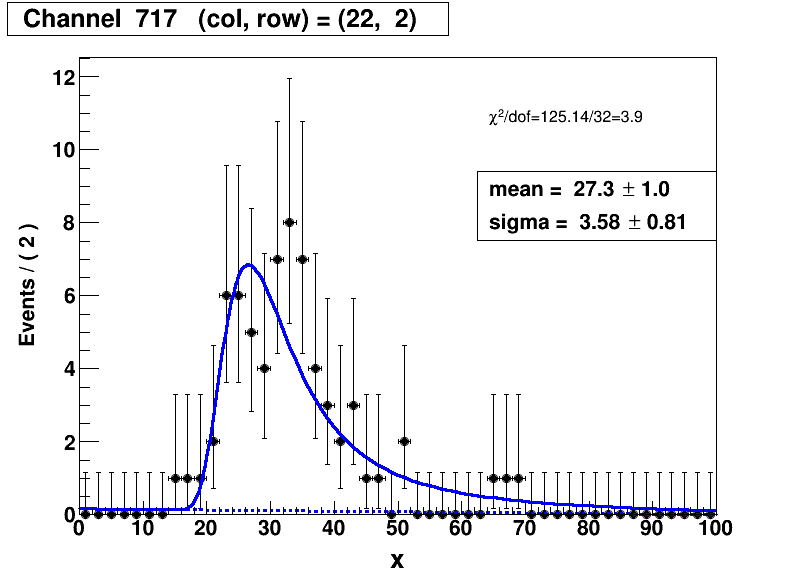 Channel 717 (col, row) = (22, 2)
χ²/dof=125.14/32=3.9
mean = 27.3 ± 1.0
sigma = 3.58 ± 0.81
Events / ( 2 )
12
10
8
6
4
2
0
0 10 20 30 40 50 60 70 80 90 100
x